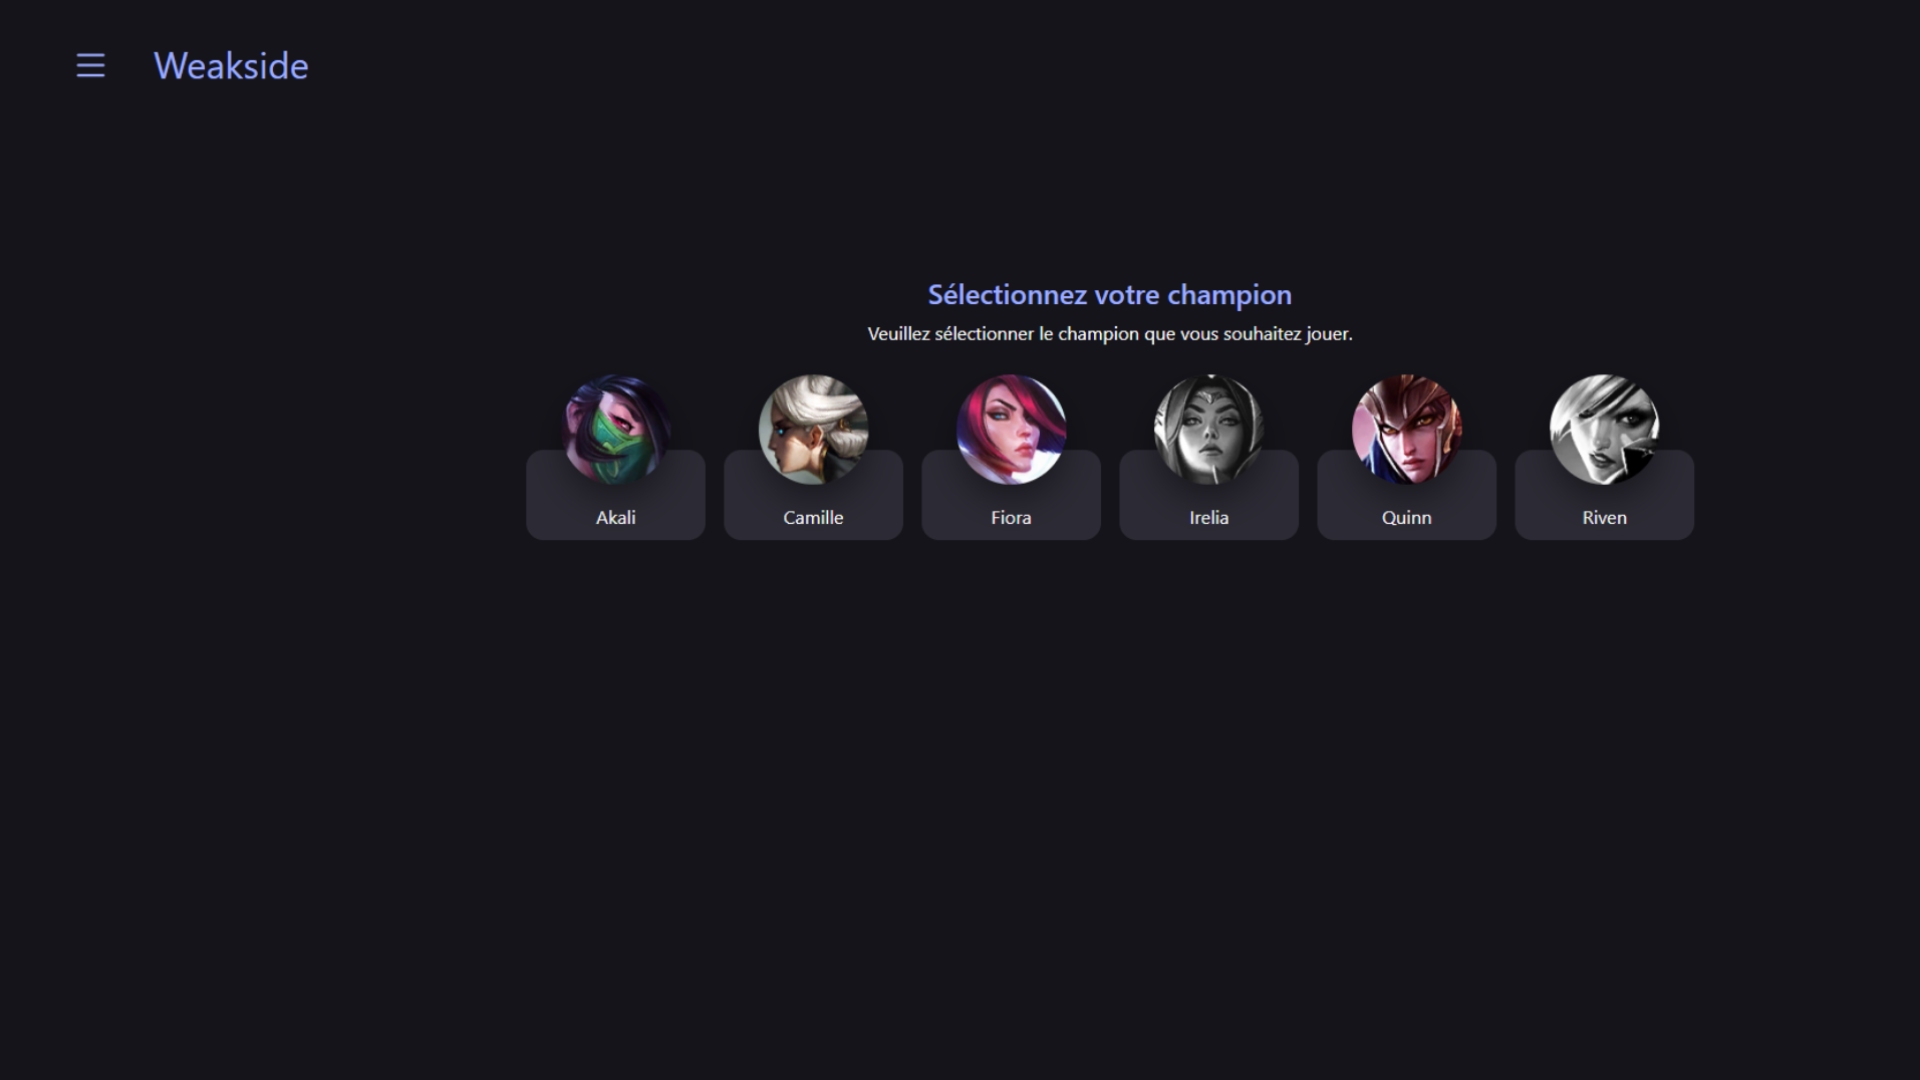 Weakside
Sélectionnez votre champion
Veuillez sélectionner le champion que vous souhaitez jouer.
Akali
Camille
Fiora
Irelia
Quinn
Riven